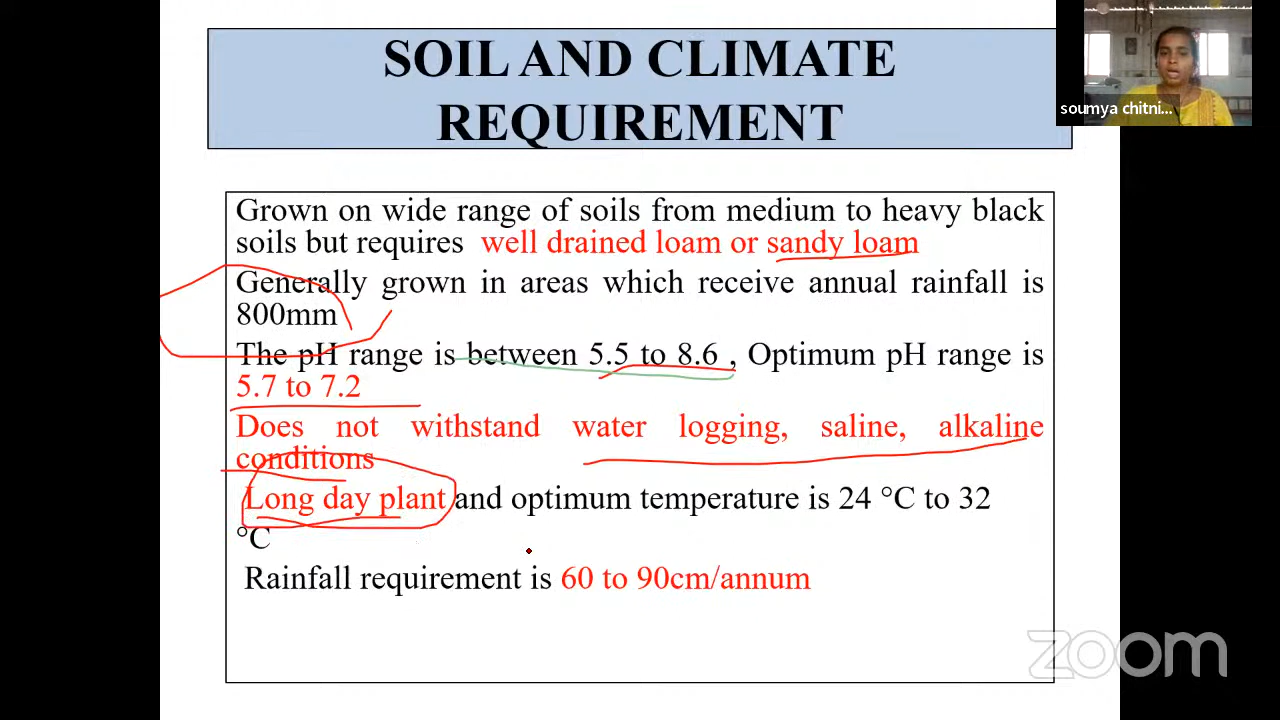 SOIL AND CLIMATE
REQUIREMENT
soumya chitni...
Grown on wide range of soils from medium to heavy black
soils but requires well drained loam or sandy loam
Generally grown in areas which receive annual rainfall is
800mm
The pH range is between 5.5 to 8.6 , Optimum pH range is
5.7 to 7.2
Does not withstand water logging, saline, alkaline
conditions
Long day plant and optimum temperature is 24 °C to 32
°C
Rainfall requirement is 60 to 90cm/annum
zoom